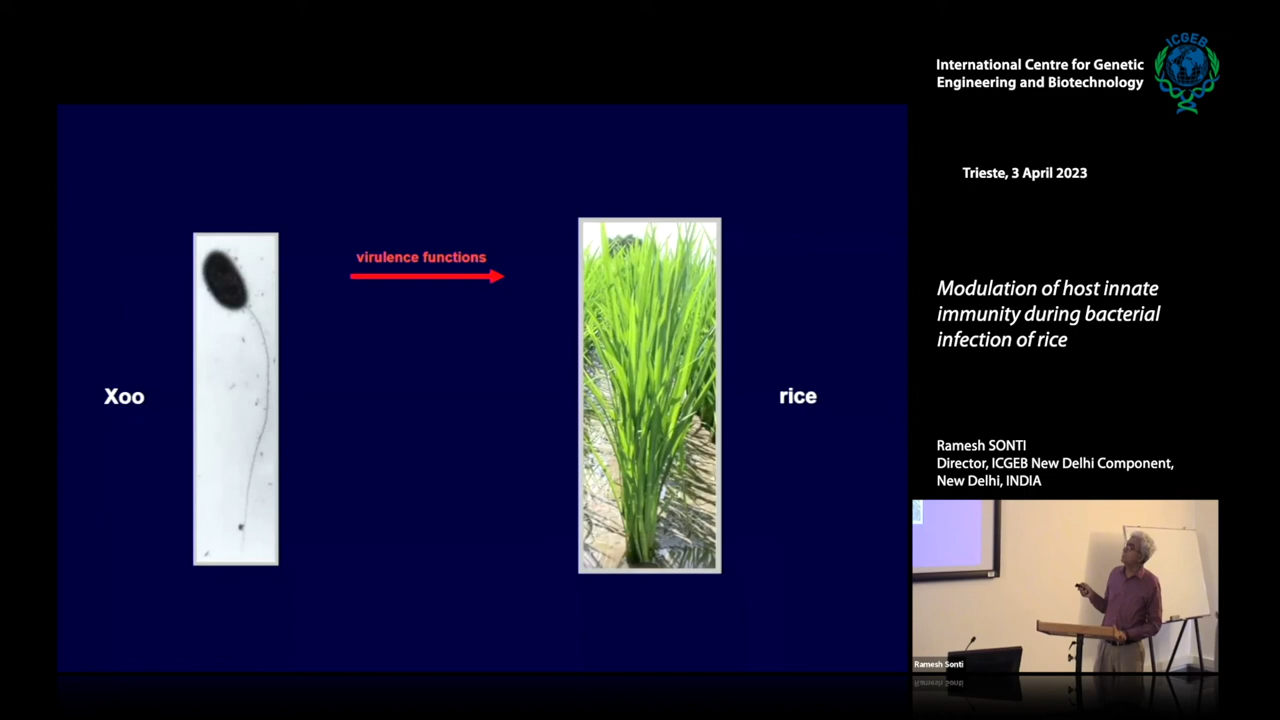 ICGEB
International Centre for Genetic
Engineering and Biotechnology
Trieste, 3 April 2023
virulence functions
Xoo
rice
Modulation of host innate
immunity during bacterial
infection of rice
Ramesh SONTI
Director, ICGEB New Delhi Component,
New Delhi, INDIA
Ramesh Sonti